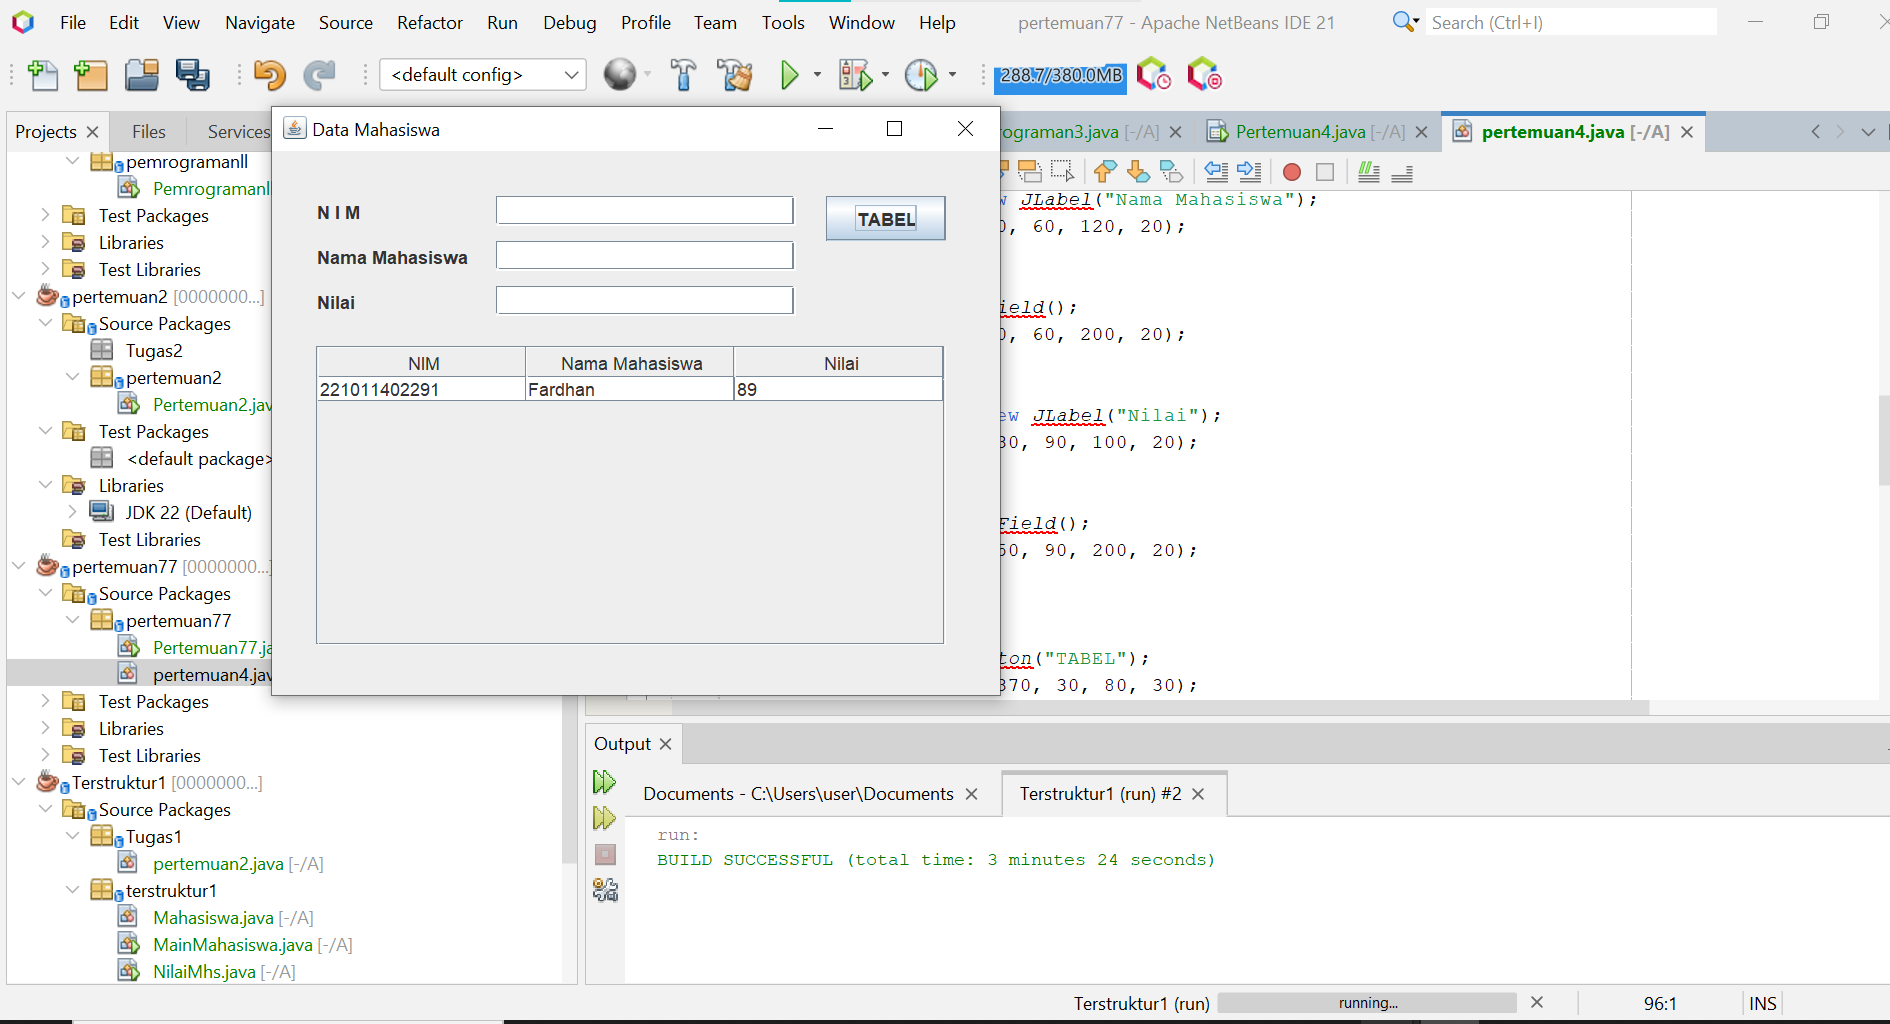 File Edit View Navigate Source Refactor Run Debug Profile Team Tools Window Help pertemuan77 - Apache NetBeans IDE 21 Search (Ctrl+I)
<default config> 288.7/380.0MB
Projects Files Services
ograman3.java [-/A] Pertemuan4.java [-/A] pertemuan4.java [-/A]
pemrogramanII
PemrogramanII
Test Packages
Libraries
Test Libraries
pertemuan2 [0000000...]
Source Packages
Tugas2
pertemuan2
Pertemuan2.jav
Test Packages
<default package>
Libraries
JDK 22 (Default)
Test Libraries
pertemuan77 [0000000...]
Source Packages
pertemuan77
Pertemuan77.ja
pertemuan4.jav
Test Packages
Libraries
Test Libraries
Terstruktur1 [0000000...]
Source Packages
Tugas1
pertemuan2.java [-/A]
terstruktur1
Mahasiswa.java [-/A]
MainMahasiswa.java [-/A]
NilaiMhs.java [-/A]
Data Mahasiswa
N I M
TABEL
Nama Mahasiswa
Nilai
NIM Nama Mahasiswa Nilai
221011402291 Fardhan 89
JLabel("Nama Mahasiswa");
, 60, 120, 20);
ield();
, 60, 200, 20);
ew JLabel("Nilai");
30, 90, 100, 20);
Field();
50, 90, 200, 20);
ton("TABEL");
370, 30, 80, 30);
Output
Documents - C:\Users\user\Documents Terstruktur1 (run) #2
run:
BUILD SUCCESSFUL (total time: 3 minutes 24 seconds)
Terstruktur1 (run) running... 96:1 INS